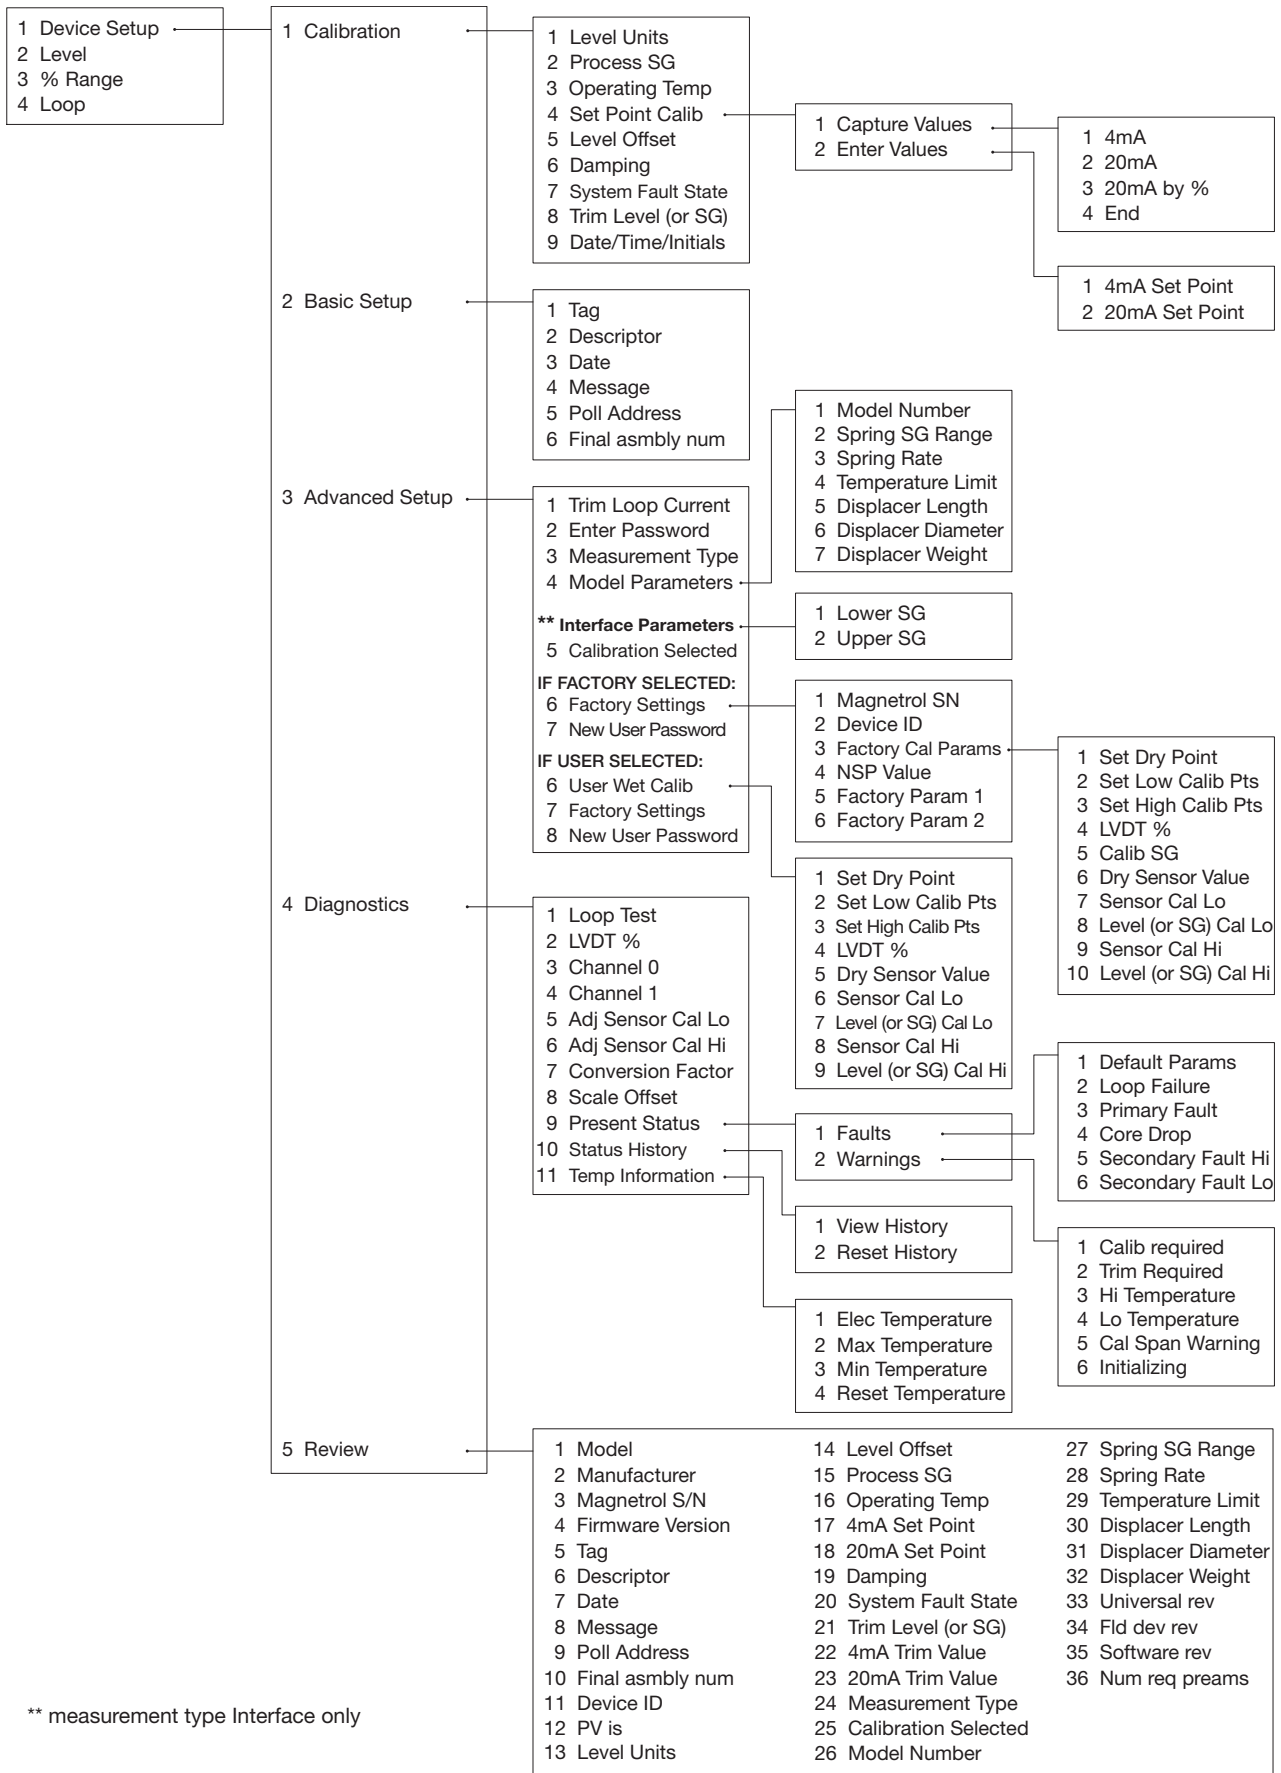 1 Device Setup
2 Level
3 % Range
4 Loop
1 Calibration
1 Level Units
2 Process SG
3 Operating Temp
4 Set Point Calib
5 Level Offset
6 Damping
7 System Fault State
8 Trim Level (or SG)
9 Date/Time/Initials
1 Capture Values
2 Enter Values
1 4mA
2 20mA
3 20mA by %
4 End
1 4mA Set Point
2 20mA Set Point
2 Basic Setup
1 Tag
2 Descriptor
3 Date
4 Message
5 Poll Address
6 Final asmbly num
3 Advanced Setup
1 Trim Loop Current
2 Enter Password
3 Measurement Type
4 Model Parameters
** Interface Parameters
5 Calibration Selected
IF FACTORY SELECTED:
6 Factory Settings
7 New User Password
IF USER SELECTED:
6 User Wet Calib
7 Factory Settings
8 New User Password
1 Model Number
2 Spring SG Range
3 Spring Rate
4 Temperature Limit
5 Displacer Length
6 Displacer Diameter
7 Displacer Weight
1 Lower SG
2 Upper SG
1 Magnetrol SN
2 Device ID
3 Factory Cal Params
4 NSP Value
5 Factory Param 1
6 Factory Param 2
1 Set Dry Point
2 Set Low Calib Pts
3 Set High Calib Pts
4 LVDT %
5 Calib SG
6 Dry Sensor Value
7 Sensor Cal Lo
8 Level (or SG) Cal Lo
9 Sensor Cal Hi
10 Level (or SG) Cal Hi
1 Set Dry Point
2 Set Low Calib Pts
3 Set High Calib Pts
4 LVDT %
5 Dry Sensor Value
6 Sensor Cal Lo
7 Level (or SG) Cal Lo
8 Sensor Cal Hi
9 Level (or SG) Cal Hi
4 Diagnostics
1 Loop Test
2 LVDT %
3 Channel 0
4 Channel 1
5 Adj Sensor Cal Lo
6 Adj Sensor Cal Hi
7 Conversion Factor
8 Scale Offset
9 Present Status
10 Status History
11 Temp Information
1 Faults
2 Warnings
1 Default Params
2 Loop Failure
3 Primary Fault
4 Core Drop
5 Secondary Fault Hi
6 Secondary Fault Lo
1 Calib required
2 Trim Required
3 Hi Temperature
4 Lo Temperature
5 Cal Span Warning
6 Initializing
1 View History
2 Reset History
1 Elec Temperature
2 Max Temperature
3 Min Temperature
4 Reset Temperature
5 Review
1 Model
2 Manufacturer
3 Magnetrol S/N
4 Firmware Version
5 Tag
6 Descriptor
7 Date
8 Message
9 Poll Address
10 Final asmbly num
11 Device ID
12 PV is
13 Level Units
14 Level Offset
15 Process SG
16 Operating Temp
17 4mA Set Point
18 20mA Set Point
19 Damping
20 System Fault State
21 Trim Level (or SG)
22 4mA Trim Value
23 20mA Trim Value
24 Measurement Type
25 Calibration Selected
26 Model Number
27 Spring SG Range
28 Spring Rate
29 Temperature Limit
30 Displacer Length
31 Displacer Diameter
32 Displacer Weight
33 Universal rev
34 Fld dev rev
35 Software rev
36 Num req preams
** measurement type Interface only